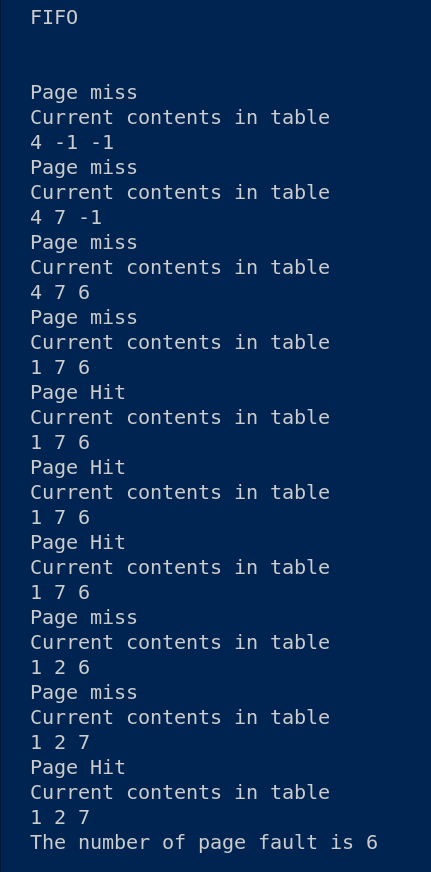 FIFO
Page miss
Current contents in table
4 -1 -1
Page miss
Current contents in table
4 7 -1
Page miss
Current contents in table
4 7 6
Page miss
Current contents in table
1 7 6
Page Hit
Current contents in table
1 7 6
Page Hit
Current contents in table
1 7 6
Page Hit
Current contents in table
1 7 6
Page miss
Current contents in table
1 2 6
Page miss
Current contents in table
1 2 7
Page Hit
Current contents in table
1 2 7
The number of page fault is 6